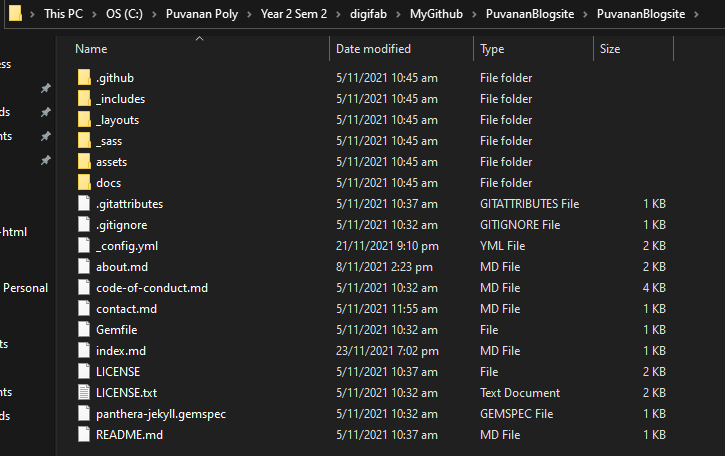 This PC > OS (C:) > Puvanan Poly > Year 2 Sem 2 > digifab > MyGithub > PuvananBlogsite > PuvananBlogsite >
Name Date modified Type Size
.github 5/11/2021 10:45 am File folder
ess
_includes 5/11/2021 10:45 am File folder
ds _layouts 5/11/2021 10:45 am File folder
nts _sass 5/11/2021 10:45 am File folder
assets 5/11/2021 10:45 am File folder
docs 5/11/2021 10:45 am File folder
.gitattributes 5/11/2021 10:37 am GITATTRIBUTES File 1 KB
.gitignore 5/11/2021 10:32 am GITIGNORE File 1 KB
-html
_config.yml 21/11/2021 9:10 pm YML File 2 KB
about.md 8/11/2021 2:23 pm MD File 2 KB
Personal code-of-conduct.md 5/11/2021 10:32 am MD File 4 KB
contact.md 5/11/2021 11:55 am MD File 1 KB
Gemfile 5/11/2021 10:32 am File 1 KB
ts index.md 23/11/2021 7:02 pm MD File 1 KB
LICENSE 5/11/2021 10:37 am File 2 KB
nts LICENSE.txt 5/11/2021 10:32 am Text Document 2 KB
ds panthera-jekyll.gemspec 5/11/2021 10:32 am GEMSPEC File 1 KB
README.md 5/11/2021 10:37 am MD File 1 KB